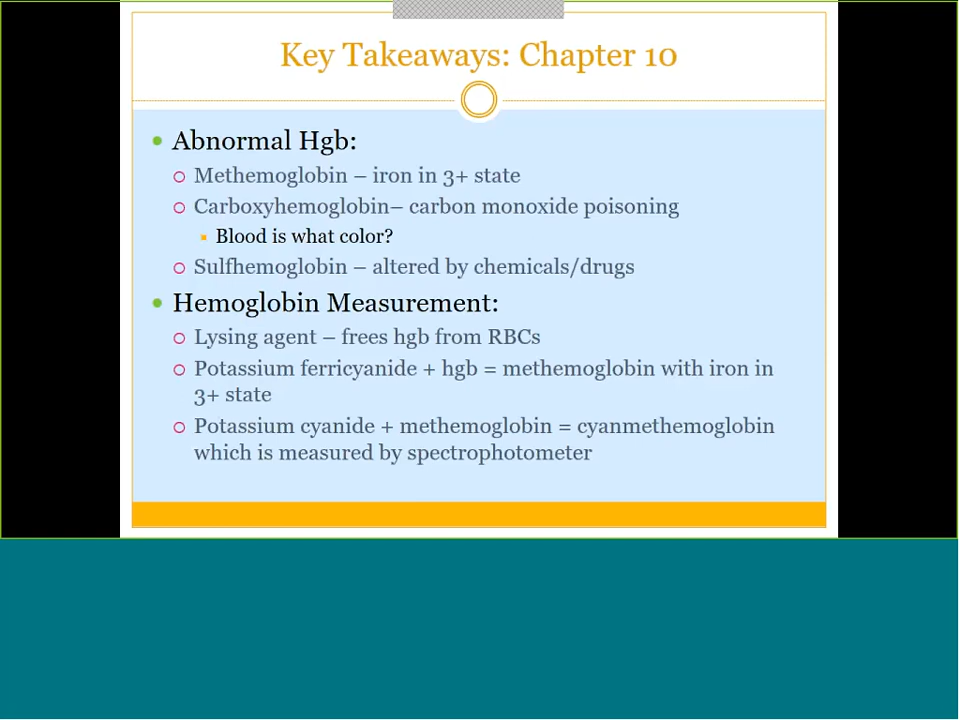 Key Takeaways: Chapter 10
Abnormal Hgb:
Methemoglobin – iron in 3+ state
Carboxyhemoglobin– carbon monoxide poisoning
Blood is what color?
Sulfhemoglobin – altered by chemicals/drugs
Hemoglobin Measurement:
Lysing agent – frees hgb from RBCs
Potassium ferricyanide + hgb = methemoglobin with iron in
3+ state
Potassium cyanide + methemoglobin = cyanmethemoglobin
which is measured by spectrophotometer